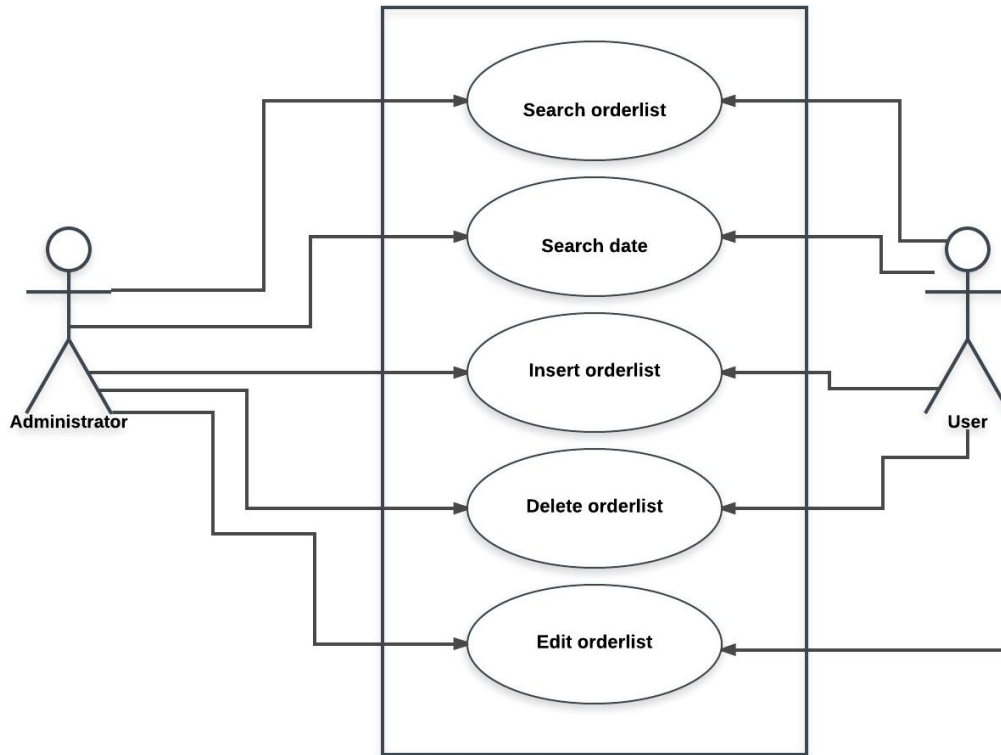 Search orderlist
Search date
Insert orderlist
Administrator
User
Delete orderlist
Edit orderlist